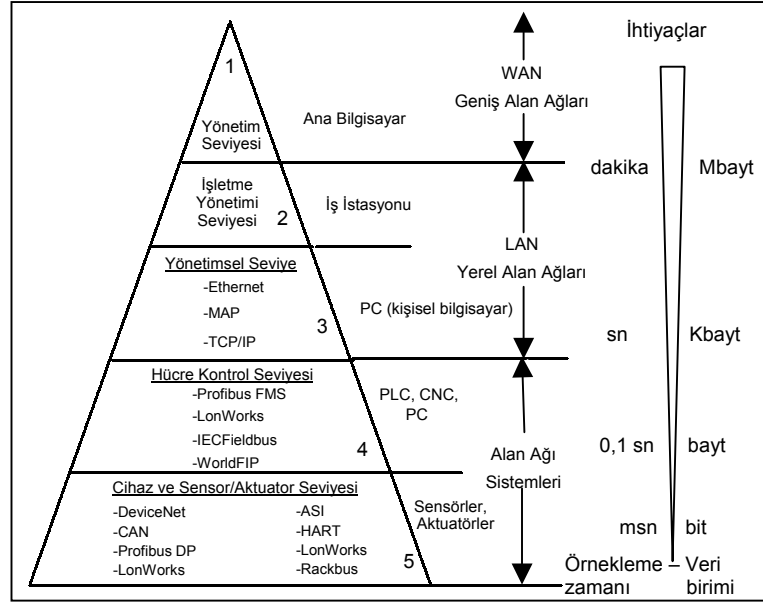 1
Yönetim
Seviyesi
Ana Bilgisayar
WAN
Geniş Alan Ağları
İhtiyaçlar
dakika
Mbayt
İşletme
Yönetimi
Seviyesi
2
İş İstasyonu
LAN
Yerel Alan Ağları
Yönetimsel Seviye
-Ethernet
-MAP
-TCP/IP
3
PC (kişisel bilgisayar)
sn
Kbayt
Hücre Kontrol Seviyesi
-Profibus FMS
-LonWorks
-IECFieldbus
-WorldFIP
4
PLC, CNC,
PC
Alan Ağı
Sistemleri
0,1 sn
bayt
Cihaz ve Sensor/Aktuator Seviyesi
-DeviceNet
-CAN
-Profibus DP
-LonWorks
-ASI
-HART
-LonWorks
-Rackbus
5
Sensörler,
Aktuatörler
msn
bit
Örnekleme
zamanı
Veri
birimi